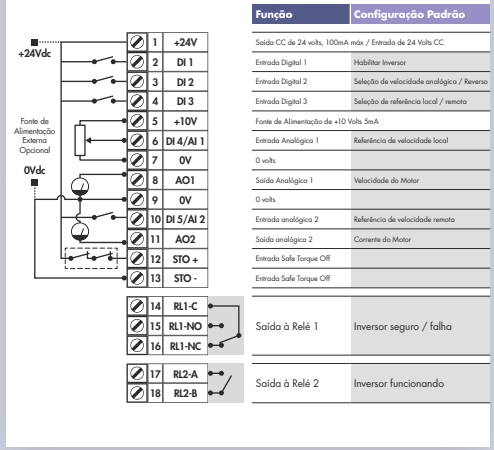 Função Configuração Padrão
+24Vdc
Fonte de
Alimentação
Externa
Opcional
0Vdc
1 +24V Saída CC de 24 volts, 100mA máx / Entrada de 24 Volts CC
2 DI 1 Entrada Digital 1 Habilitar Inversor
3 DI 2 Entrada Digital 2 Seleção de velocidade analógica / Reverso
4 DI 3 Entrada Digital 3 Seleção de referência local / remota
5 +10V Fonte de Alimentação de +10 Volts 5mA
6 DI 4/AI 1 Entrada Analógica 1 Referência de velocidade local
7 0V 0 volts
8 AO1 Saída Analógica 1 Velocidade do Motor
9 0V 0 volts
10 DI 5/AI 2 Entrada analógica 2 Referência de velocidade remota
11 AO2 Saída analógica 2 Corrente do Motor
12 STO + Entrada Safe Torque Off
13 STO - Entrada Safe Torque Off
14 RL1-C
15 RL1-NO Saída à Relé 1 Inversor seguro / falha
16 RL1-NC
17 RL2-A
Saída à Relé 2 Inversor funcionando
18 RL2-B